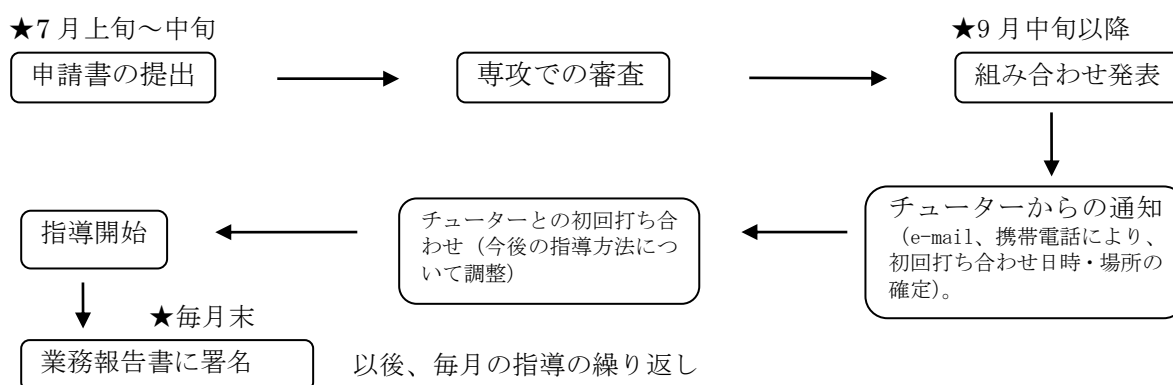 ★7 月上旬～中旬
★9 月中旬以降
申請書の提出
専攻での審査
組み合わせ発表
チューターからの通知
（e-mail、携帯電話により、
初回打ち合わせ日時・場所の
確定)。
チューターとの初回打ち合
わせ（今後の指導方法につ
いて調整）
指導開始
★毎月末
業務報告書に署名
以後、毎月の指導の繰り返し